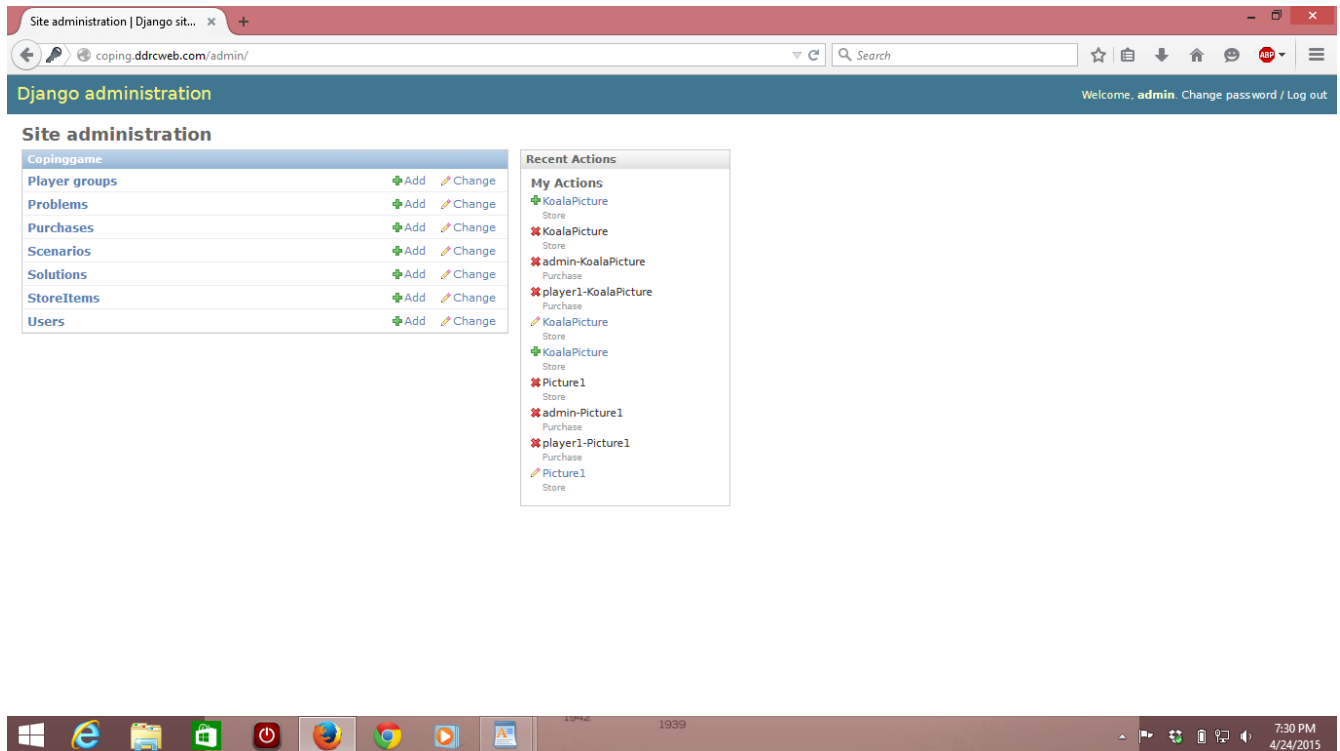 Site administration | Django sit...
coping.ddrcweb.com/admin/
Search
ABP
Django administration
Welcome, admin. Change password / Log out
Site administration
Copinggame
Player groups Add Change
Problems Add Change
Purchases Add Change
Scenarios Add Change
Solutions Add Change
StoreItems Add Change
Users Add Change
Recent Actions
My Actions
KoalaPicture
Store
KoalaPicture
Store
admin-KoalaPicture
Purchase
player1-KoalaPicture
Purchase
KoalaPicture
Store
KoalaPicture
Store
Picture1
Store
admin-Picture1
Purchase
player1-Picture1
Purchase
Picture1
Store
1942
1939
7:30 PM
4/24/2015